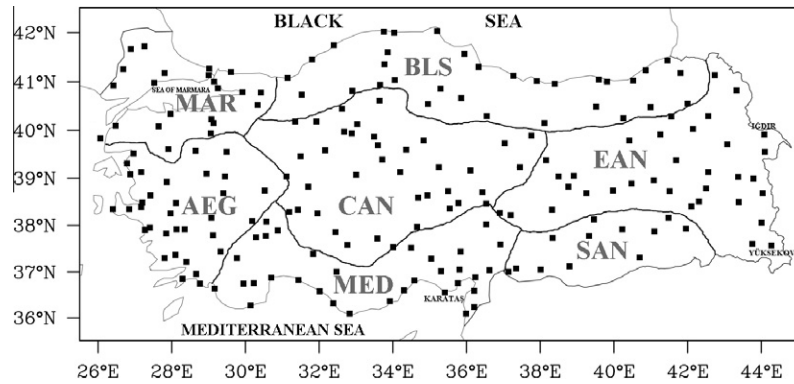 BLACK SEA
42°N
BLS
41°N
SEA OF MARMARA
MAR
40°N
IĞDIR
EAN
39°N
AEG
CAN
38°N
SAN
YÜKSEKOVA
37°N
MED
KARATAŞ
36°N
MEDITERRANEAN SEA
26°E 28°E 30°E 32°E 34°E 36°E 38°E 40°E 42°E 44°E